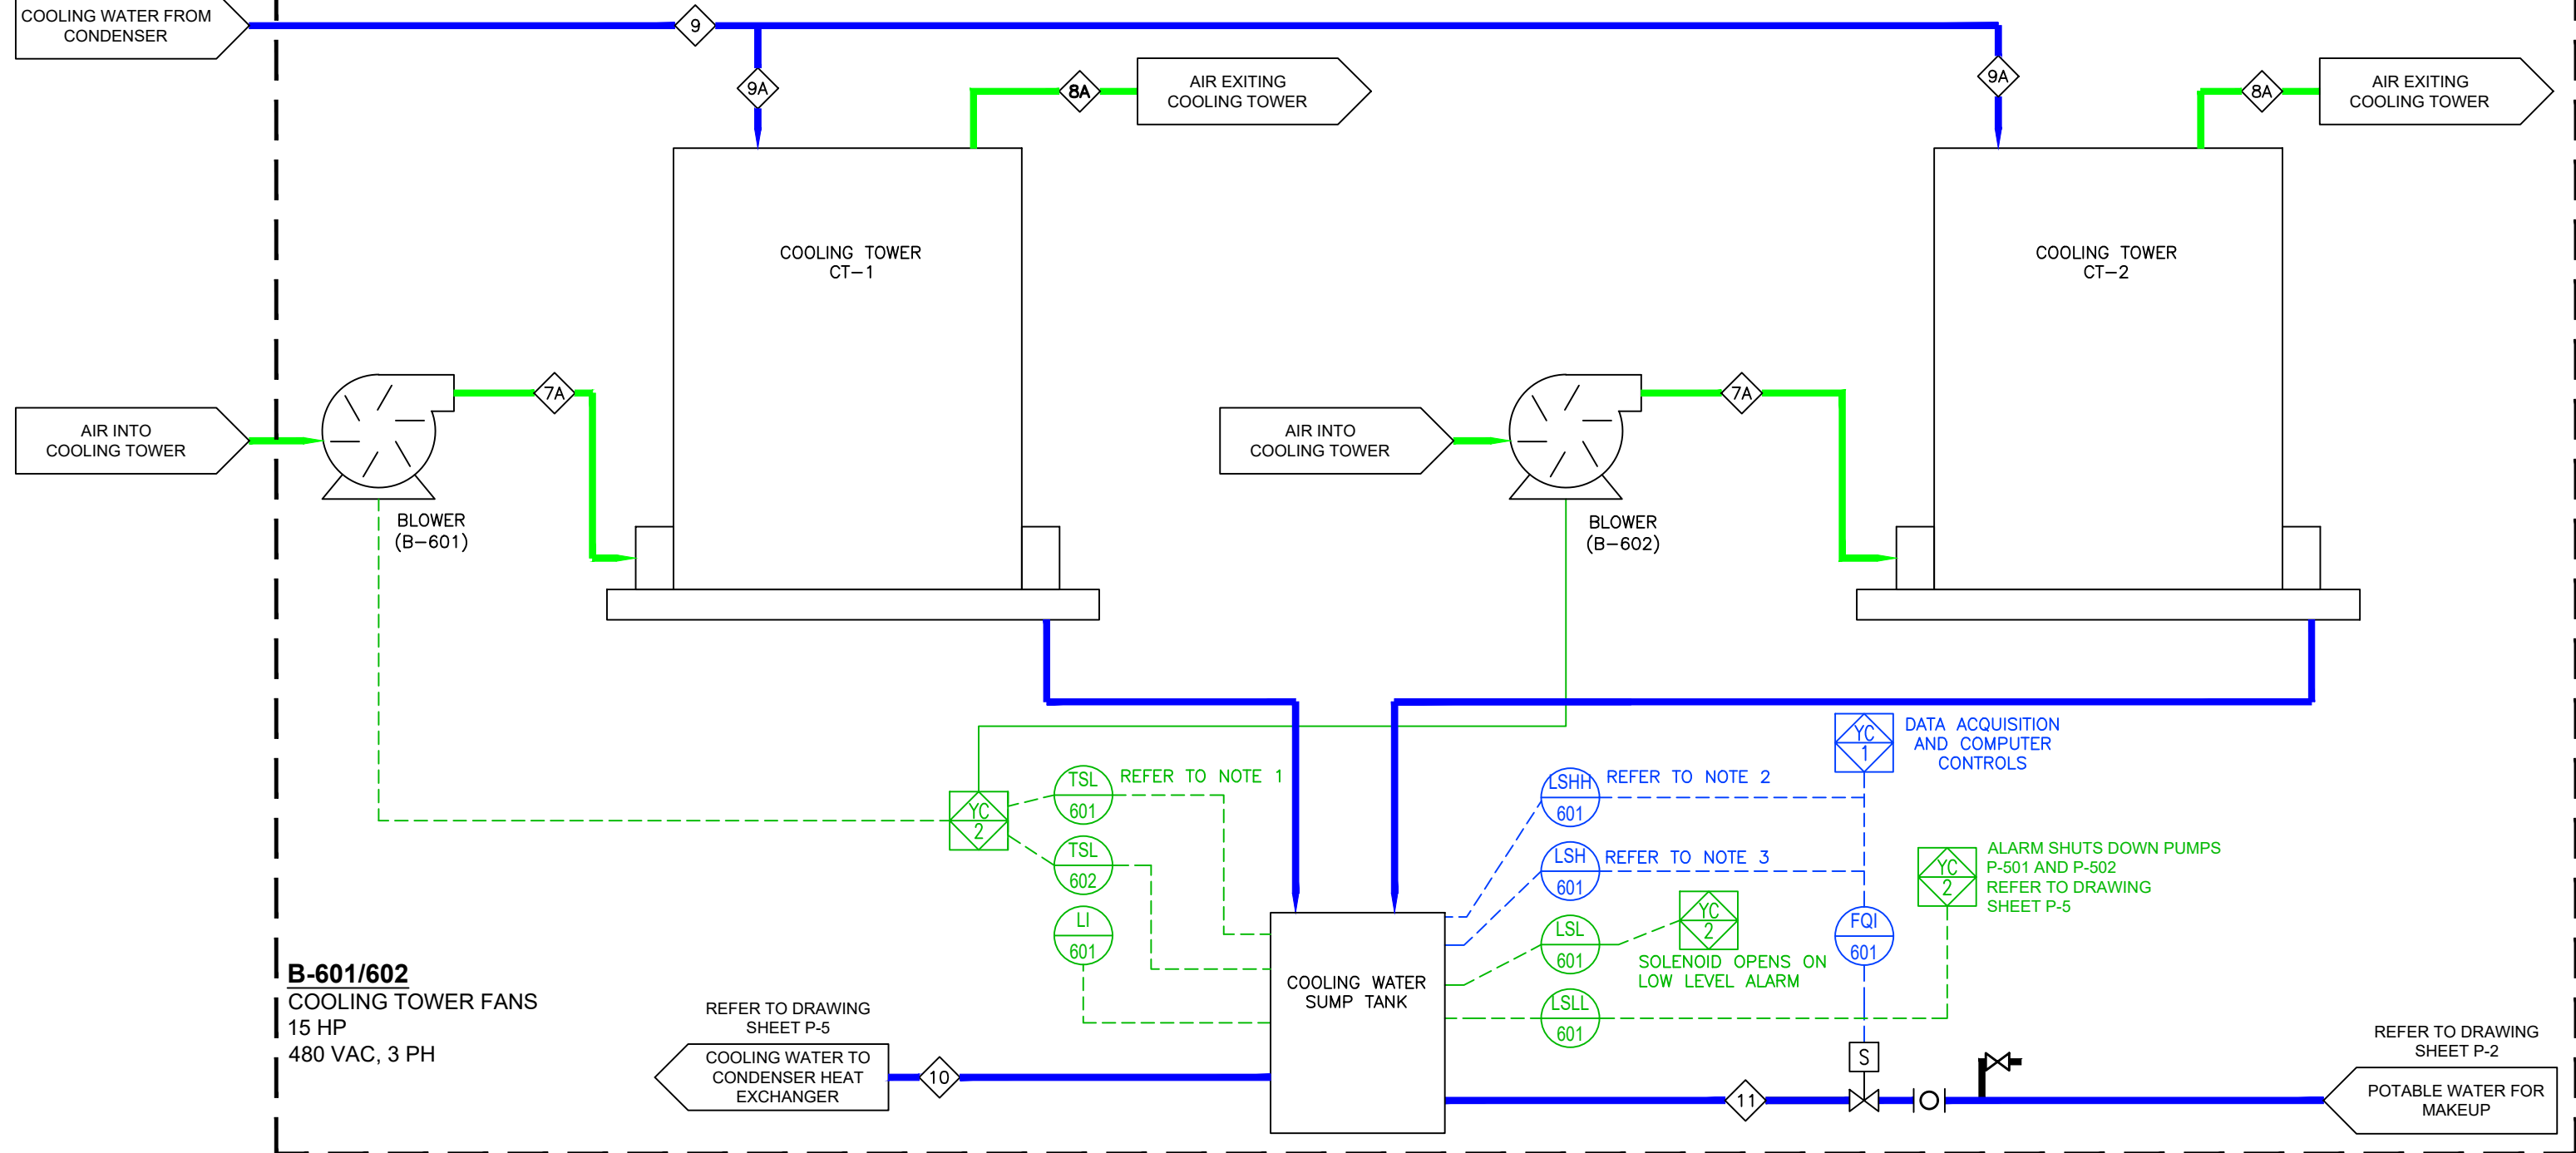 COOLING WATER FROM
CONDENSER
9
9A
8A
AIR EXITING
COOLING TOWER
9A
8A
AIR EXITING
COOLING TOWER
COOLING TOWER
CT-1
COOLING TOWER
CT-2
7A
7A
AIR INTO
COOLING TOWER
AIR INTO
COOLING TOWER
BLOWER
(B-601)
BLOWER
(B-602)
YC
2
TSL
601
REFER TO NOTE 1
TSL
602
LI
601
LSHH
601
REFER TO NOTE 2
LSH
601
REFER TO NOTE 3
LSL
601
YC
2
SOLENOID OPENS ON
LOW LEVEL ALARM
LSLL
601
YC
1
DATA ACQUISITION
AND COMPUTER
CONTROLS
FQI
601
YC
2
ALARM SHUTS DOWN PUMPS
P-501 AND P-502
REFER TO DRAWING
SHEET P-5
B-601/602
COOLING TOWER FANS
15 HP
480 VAC, 3 PH
REFER TO DRAWING
SHEET P-5
COOLING WATER TO
CONDENSER HEAT
EXCHANGER
10
COOLING WATER
SUMP TANK
11
S
REFER TO DRAWING
SHEET P-2
POTABLE WATER FOR
MAKEUP